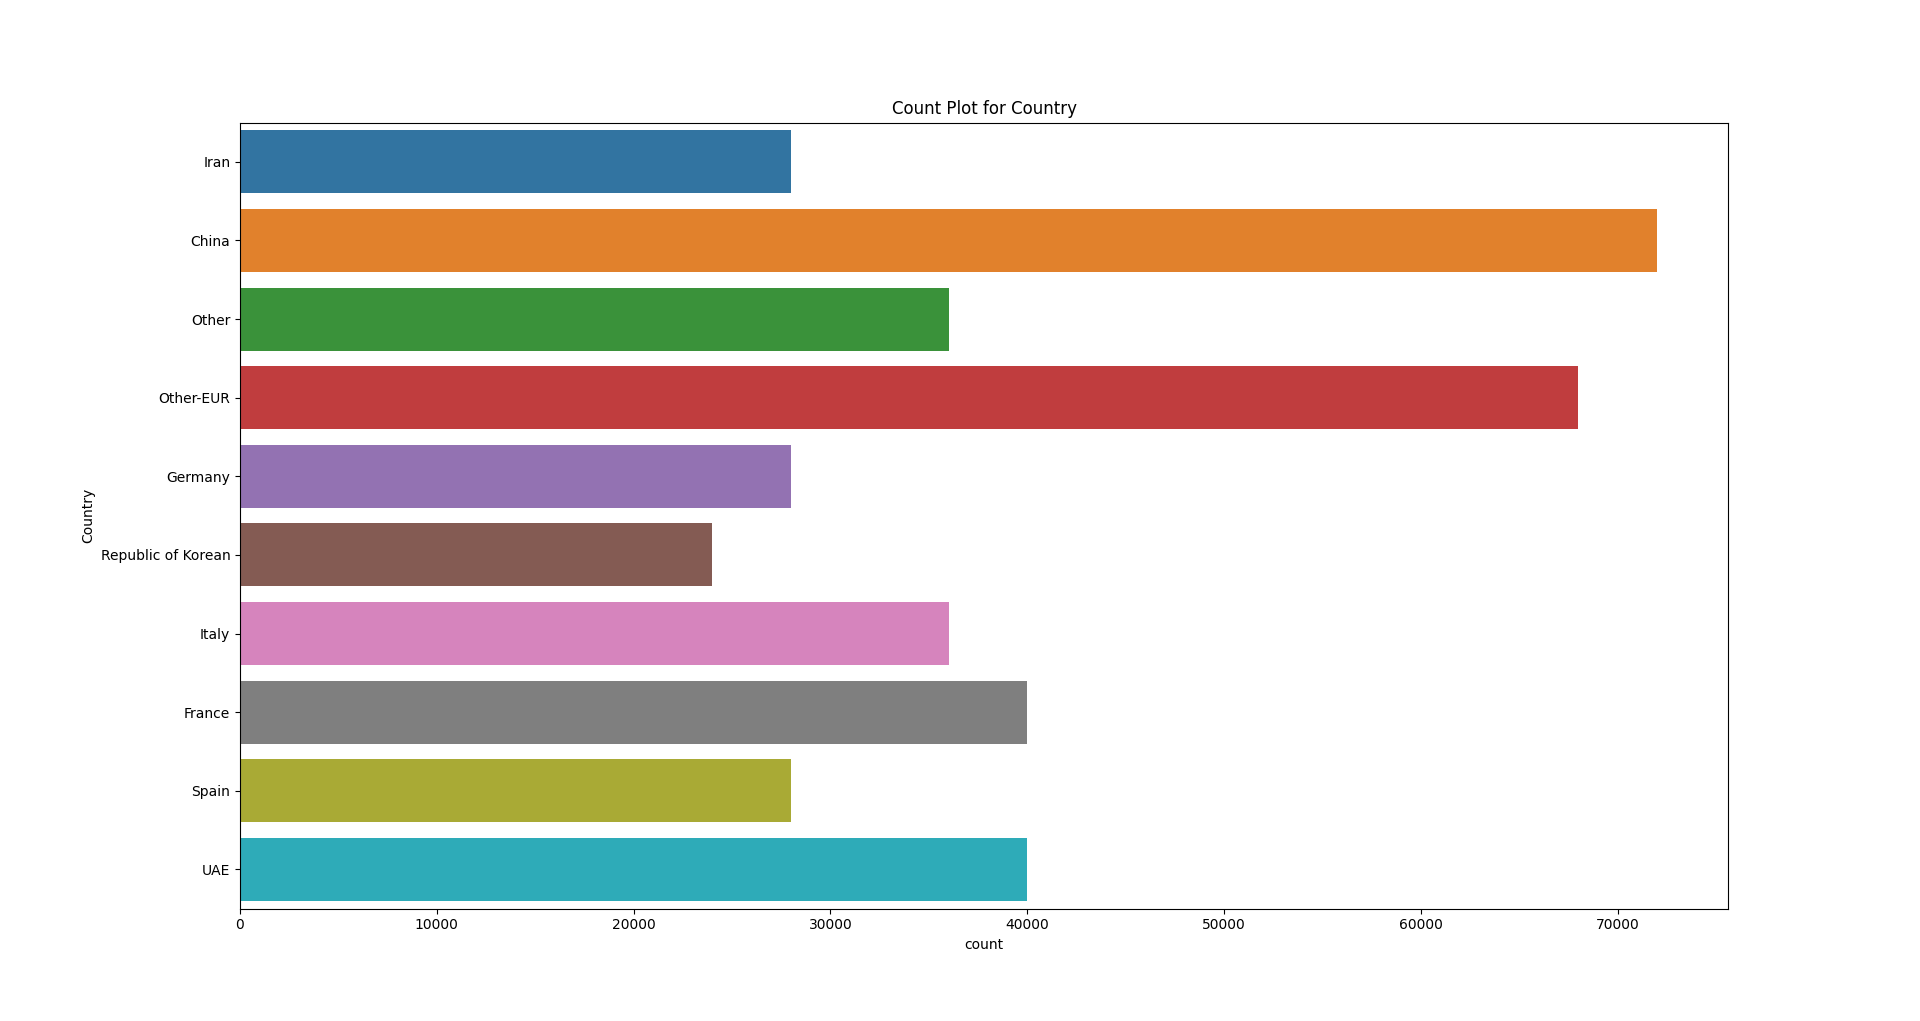 Count Plot for Country
Country
Iran
China
Other
Other-EUR
Germany
Republic of Korean
Italy
France
Spain
UAE
0 10000 20000 30000 40000 50000 60000 70000
count